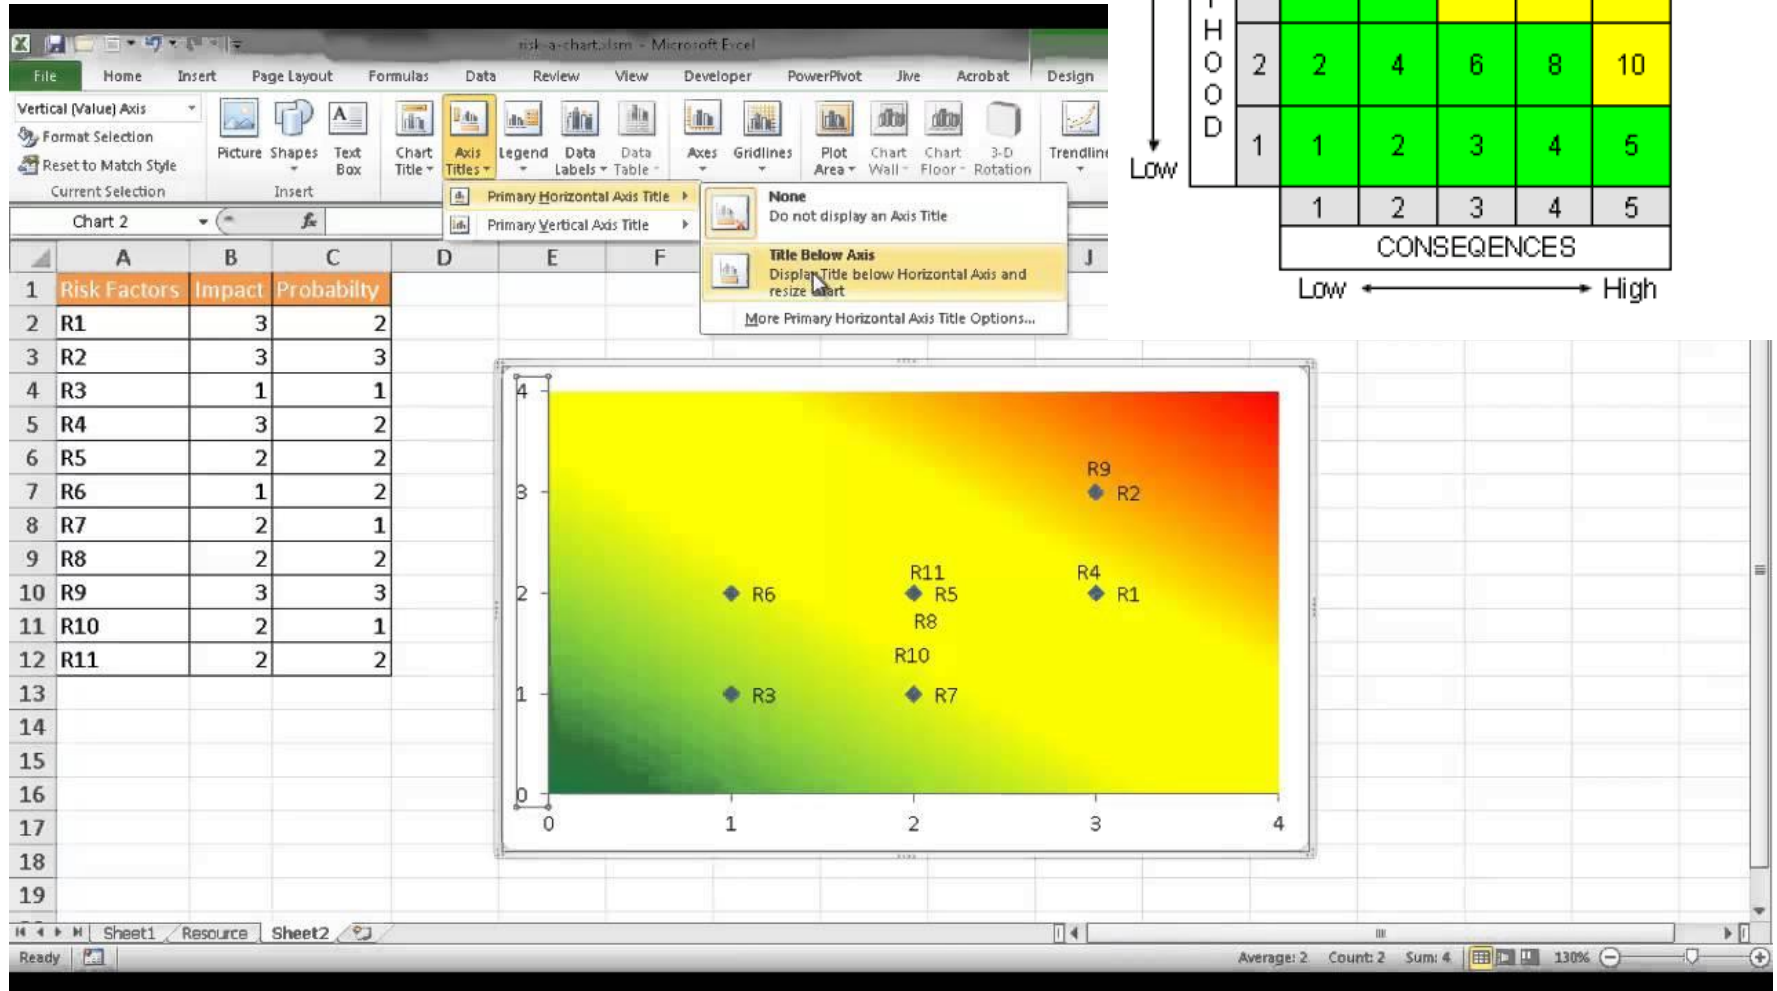 risk-a-chart.xlsm - Microsoft Excel
File Home Insert Page Layout Formulas Data Review View Developer PowerPivot Jive Acrobat Design
Vertical (Value) Axis
Format Selection
Reset to Match Style
Current Selection
Picture Shapes Text Box
Insert
Chart Title
Axis Titles
Legend
Data Labels
Data Table
Axes
Gridlines
Plot Area
Chart Wall
Chart Floor
3-D Rotation
Trendline
Primary Horizontal Axis Title
Primary Vertical Axis Title
None
Do not display an Axis Title
Title Below Axis
Display Title below Horizontal Axis and
resize
More Primary Horizontal Axis Title Options...
Chart 2 fx
A B C D E F J
1 Risk Factors Impact Probabilty
2 R1 3 2
3 R2 3 3
4 R3 1 1
5 R4 3 2
6 R5 2 2
7 R6 1 2
8 R7 2 1
9 R8 2 2
10 R9 3 3
11 R10 2 1
12 R11 2 2
13
14
15
16
17
18
19
4
R9
3 R2
R11 R4
2 R6 R5 R1
R8
R10
1 R3 R7
0
0 1 2 3 4
H
O
O
D
Low
2 2 4 6 8 10
1 1 2 3 4 5
1 2 3 4 5
CONSEQENCES
Low High
Sheet1 Resource Sheet2
Ready Average: 2 Count: 2 Sum: 4 130%